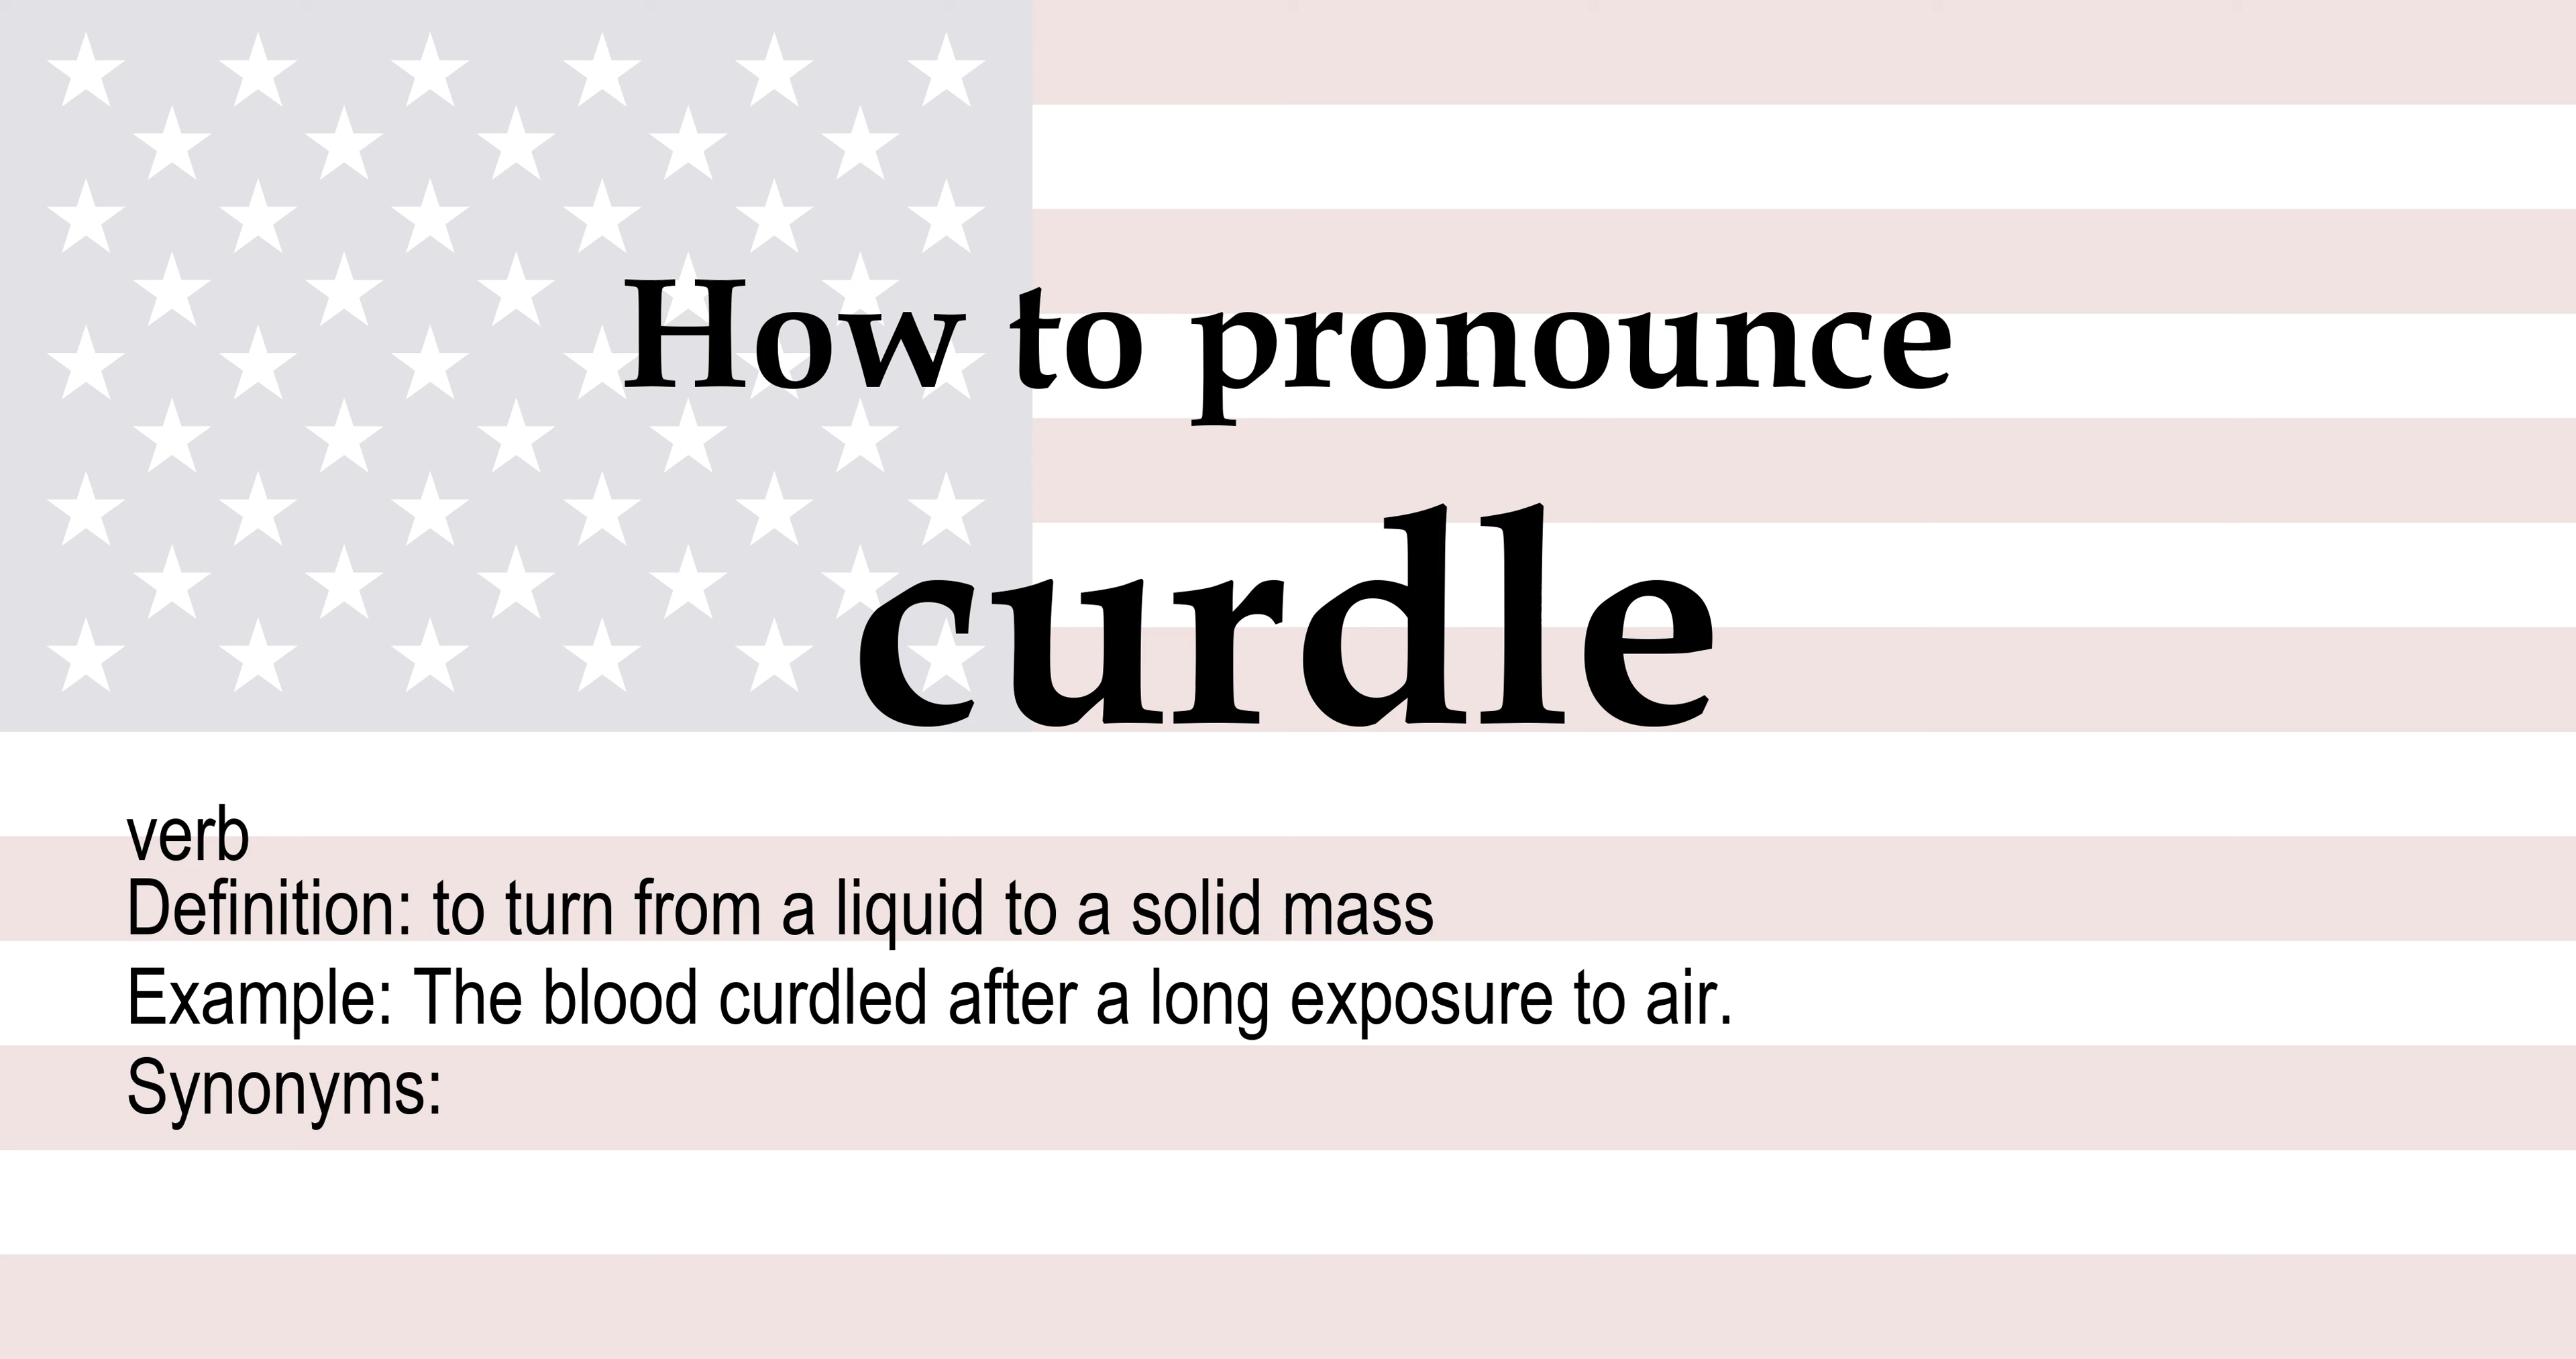 How to pronounce
curdle
verb
Definition: to turn from a liquid to a solid mass
Example: The blood curdled after a long exposure to air.
Synonyms: